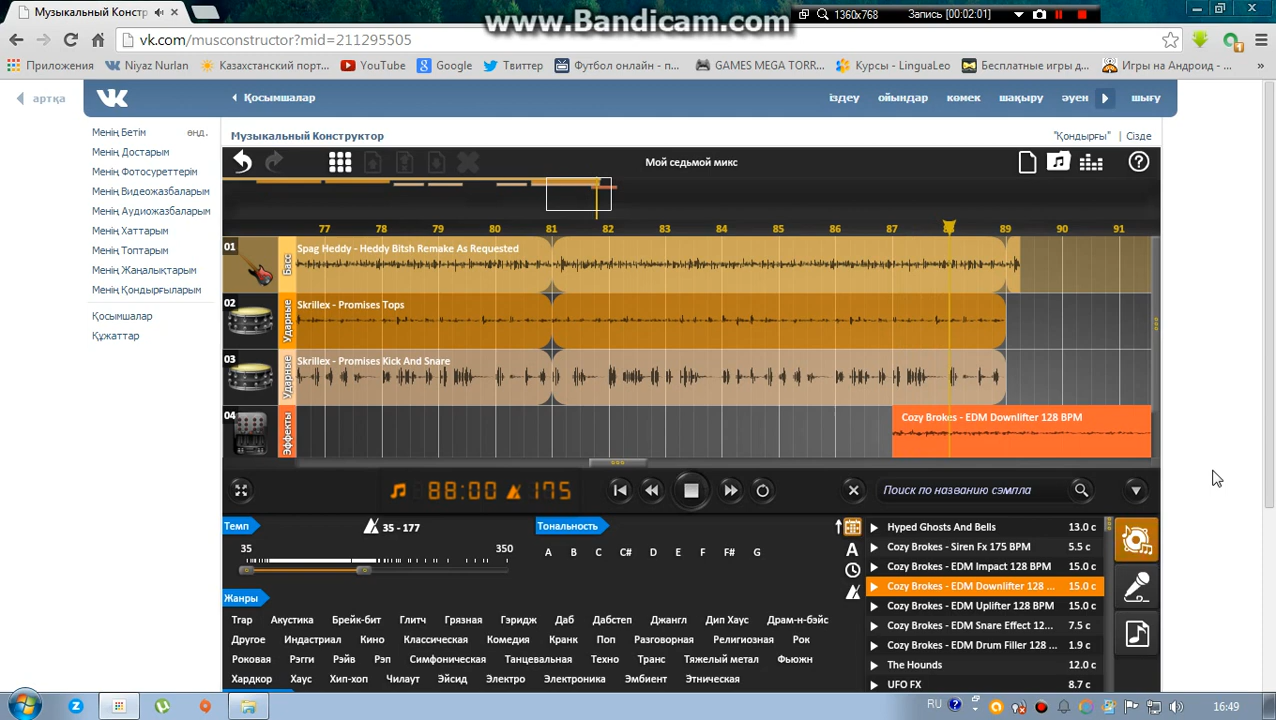 Музыкальный Констр
www.Bandicam.com
1360x768 Запись [00:02:01]
vk.com/musconstructor?mid=211295505
Приложения Niyaz Nurlan Казахстанский порт YouTube Google Твиттер Футбол онлайн - п... GAMES MEGA TORR... Курсы - LinguaLeo Бесплатные игры д... Игры на Андроид - ...
артқа Қосымшалар іздеу ойындар көмек шақыру әуен шығу
Менің Бетім өңд.
Менің Достарым
Менің Фотосуреттерім
Менің Видеожазбаларым
Менің Аудиожазбаларым
Менің Хаттарым
Менің Топтарым
Менің Жаңалықтарым
Менің Қондырғыларым
Қосымшалар
Құжаттар
Музыкальный Конструктор "Қондырғы" | Сізде
Мой седьмой микс
77 78 79 80 81 82 83 84 85 86 87 88 89 90 91
01 Басс Spag Heddy - Heddy Bitsh Remake As Requested
02 Ударные Skrillex - Promises Tops
03 Ударные Skrillex - Promises Kick And Snare
04 Эффекты Cozy Brokes - EDM Downlifter 128 BPM
88:00 175 Поиск по названию сэмпла
Темп 35 - 177 Тональность
35 350
A B C C# D E F F# G
Жанры
Trap Акустика Брейк-бит Глитч Грязная Гэридж Даб Дабстеп Джангл Дип Хаус Драм-н-бэйс
Другое Индастриал Кино Классическая Комедия Кранк Поп Разговорная Религиозная Рок
Роковая Рэгги Рэйв Рэп Симфоническая Танцевальная Техно Транс Тяжелый метал Фьюжн
Хардкор Хаус Хип-хоп Чилаут Эйсид Электро Электроника Эмбиент Этническая
A
Hyped Ghosts And Bells 13.0 с
Cozy Brokes - Siren Fx 175 BPM 5.5 с
Cozy Brokes - EDM Impact 128 BPM 15.0 с
Cozy Brokes - EDM Downlifter 128 ... 15.0 с
Cozy Brokes - EDM Uplifter 128 BPM 15.0 с
Cozy Brokes - EDM Snare Effect 12... 7.5 с
Cozy Brokes - EDM Drum Filler 128 ... 1.9 с
The Hounds 12.0 с
UFO FX 8.7 с
RU 16:49